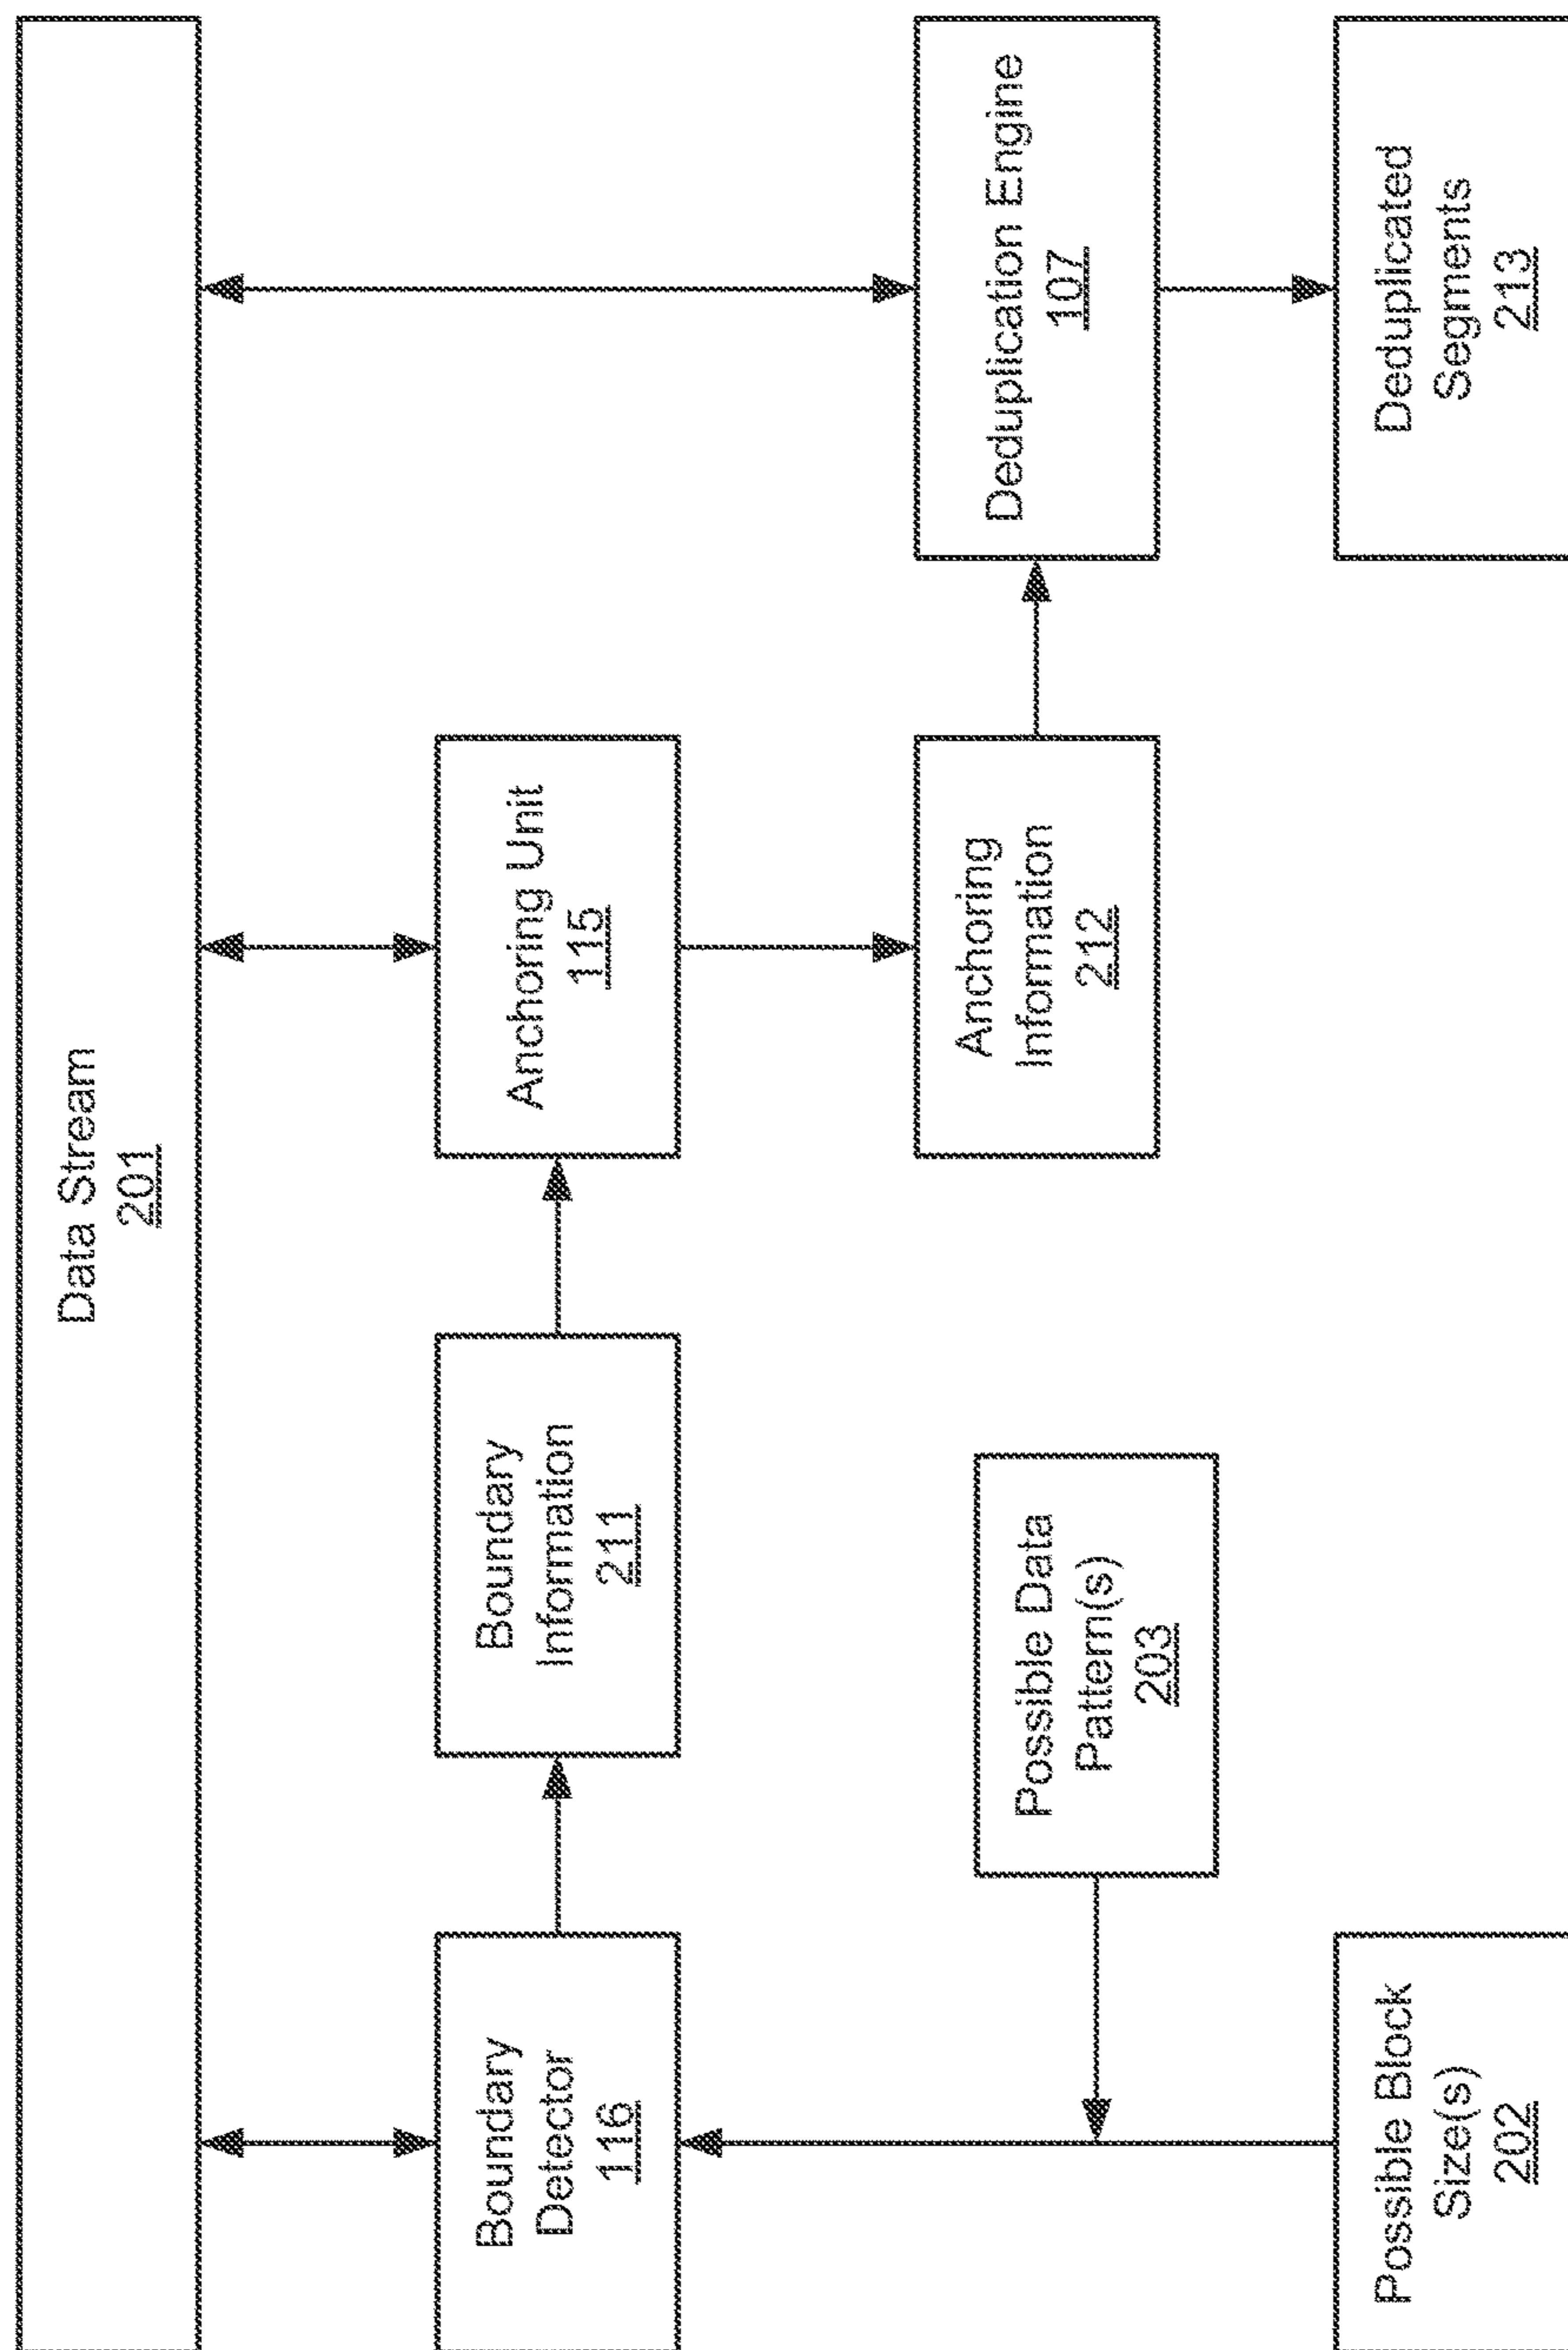 Data Stream
201
Boundary
Detector
116
Boundary
Information
211
Anchoring Unit
115
Possible Data
Pattern(s)
203
Anchoring
Information
212
Deduplication Engine
107
Possible Block
Size(s)
202
Deduplicated
Segments
213